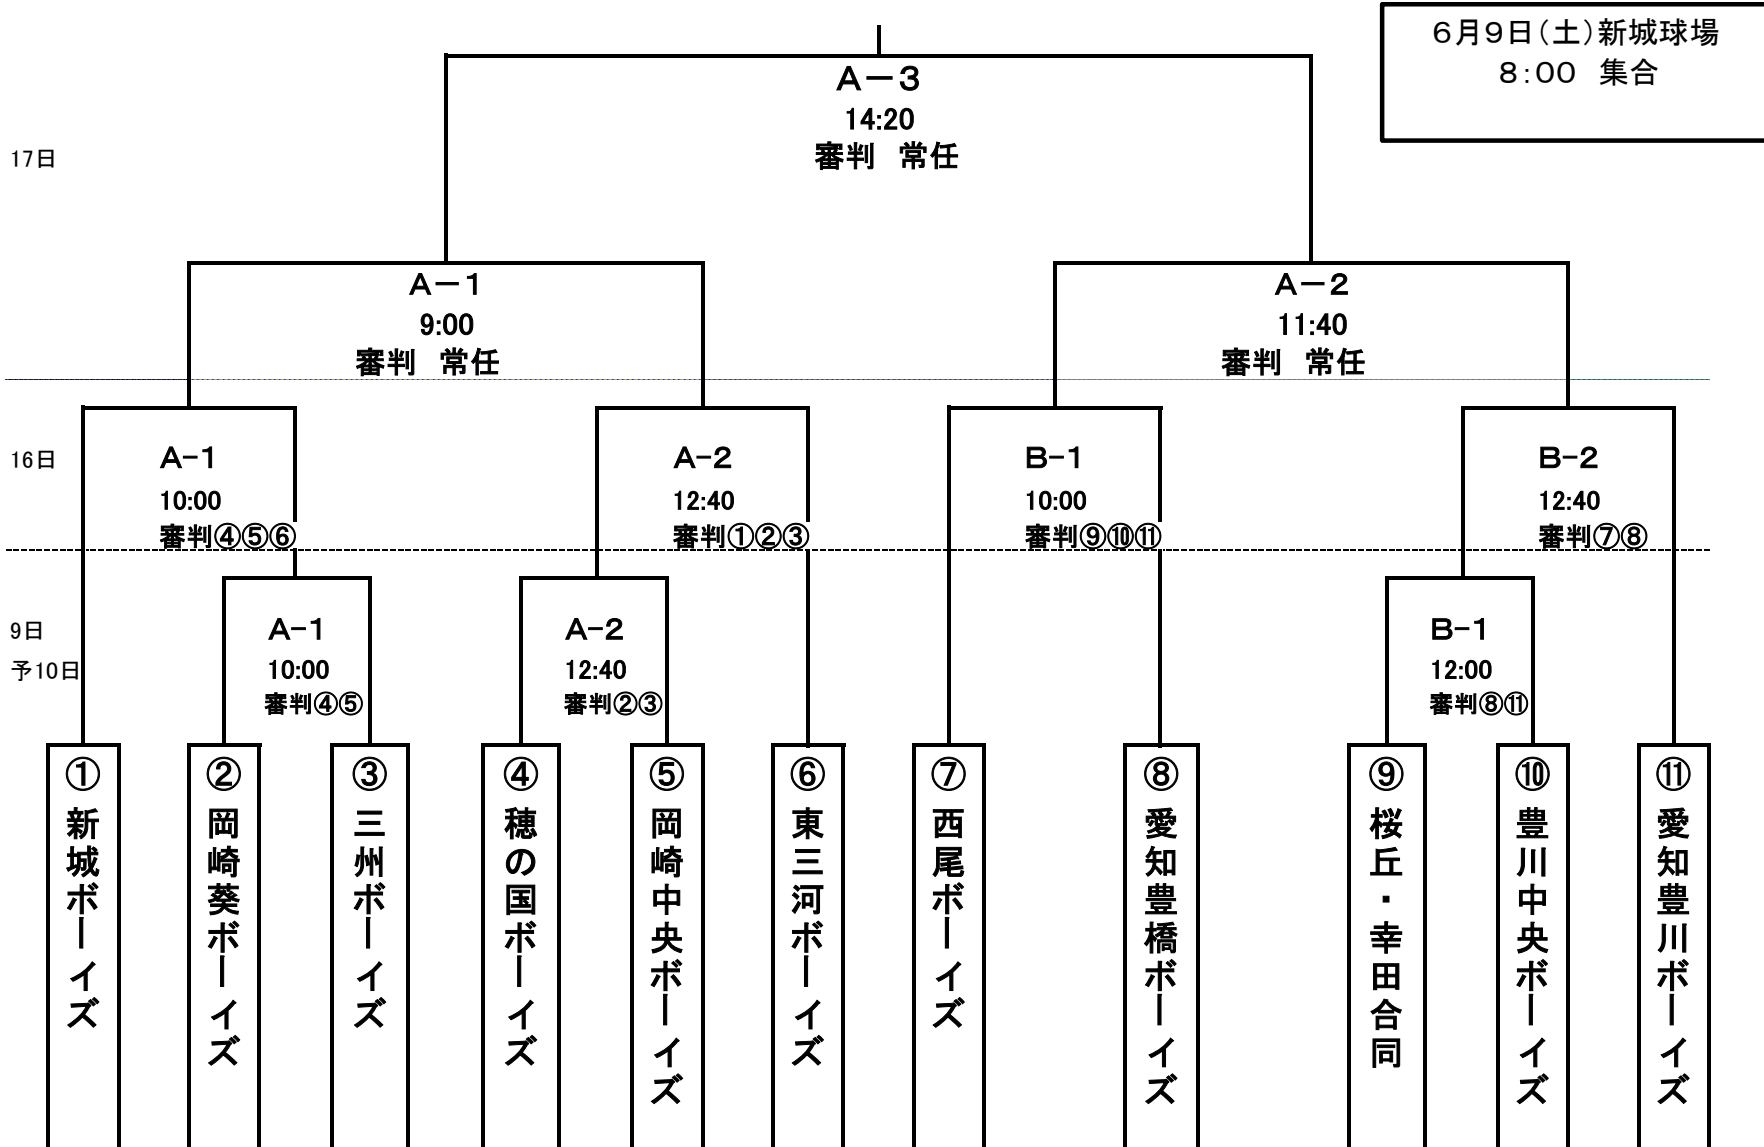 6月9日(土)新城球場
8:00 集合
A-3
14:20
審判 常任
17日
A-1
9:00
審判 常任
A-2
11:40
審判 常任
16日
A-1
10:00
審判④⑤⑥
A-2
12:40
審判①②③
B-1
10:00
審判⑨⑩⑪
B-2
12:40
審判⑦⑧
9日
予10日
A-1
10:00
審判④⑤
A-2
12:40
審判②③
B-1
12:00
審判⑧⑪
①新城ボーイズ
②岡崎葵ボーイズ
③三州ボーイズ
④穂の国ボーイズ
⑤岡崎中央ボーイズ
⑥東三河ボーイズ
⑦西尾ボーイズ
⑧愛知豊橋ボーイズ
⑨桜丘・幸田合同
⑩豊川中央ボーイズ
⑪愛知豊川ボーイズ